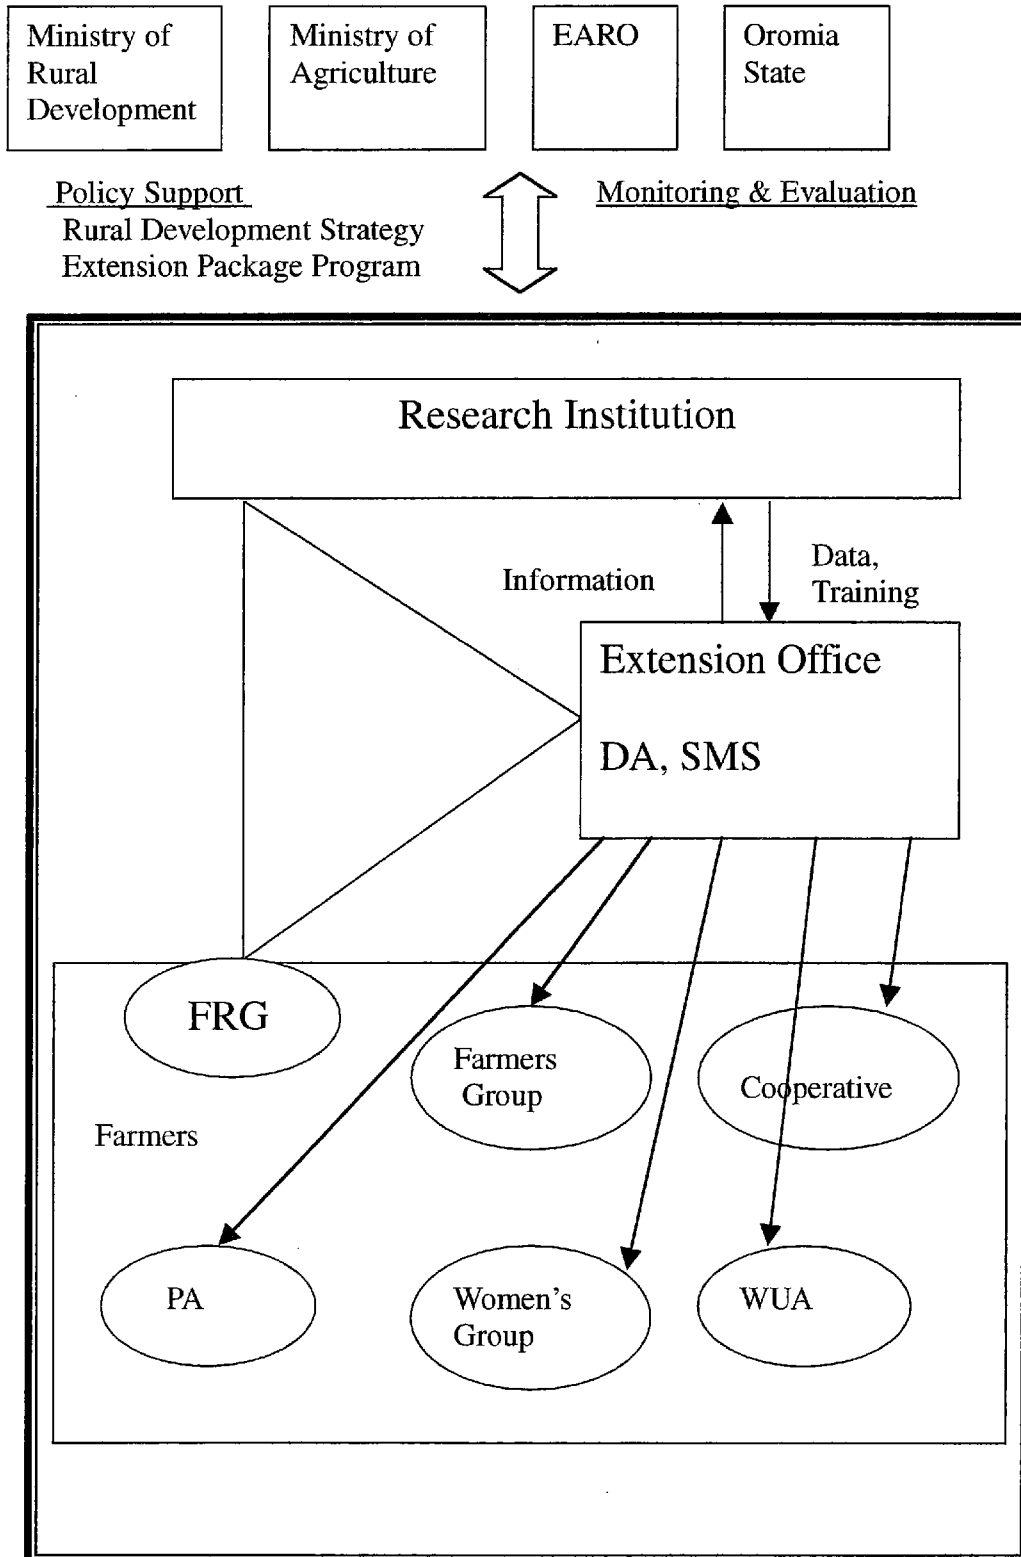 Ministry of
Rural
Development
Ministry of
Agriculture
EARO
Oromia
State
Policy Support
Rural Development Strategy
Extension Package Program
Monitoring & Evaluation
Research Institution
Information
Data,
Training
Extension Office
DA, SMS
FRG
Farmers
Group
Cooperative
Farmers
PA
Women's
Group
WUA